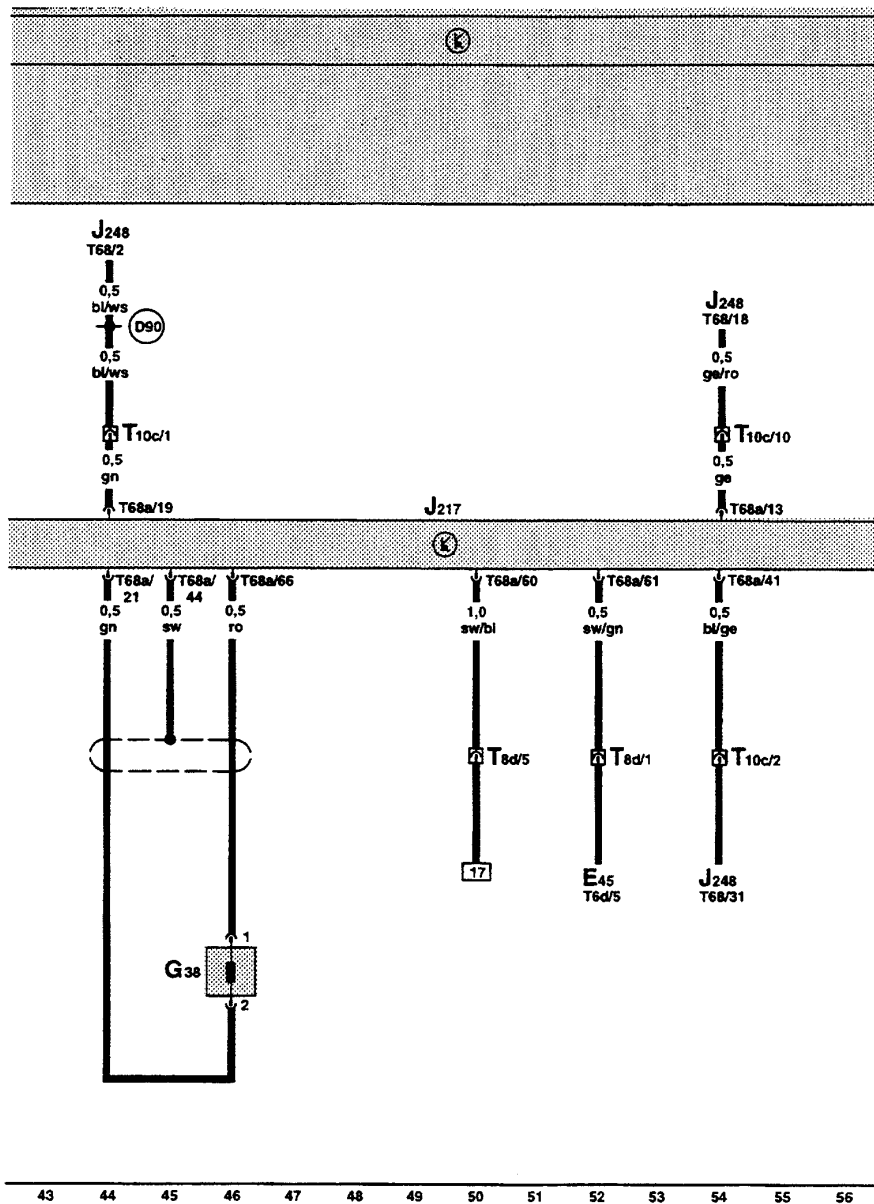 K
J248
T68/2
0,5
bl/ws
D90
0,5
bl/ws
T10c/1
0,5
gn
T68a/19
J248
T68/18
0,5
ge/ro
T10c/10
0,5
ge
T68a/13
J217
K
T68a/
21
T68a/
44
T68a/66
T68a/60
T68a/61
T68a/41
0,5
gn
0,5
sw
0,5
ro
1,0
sw/bl
0,5
sw/gn
0,5
bl/ge
T8d/5
T8d/1
T10c/2
17
E45
T6d/5
J248
T68/31
1
G38
2
43 44 45 46 47 48 49 50 51 52 53 54 55 56